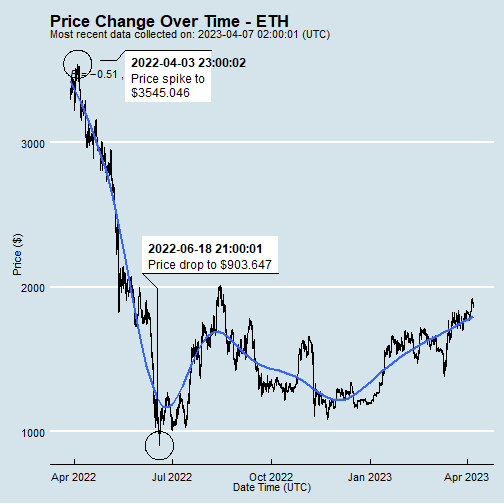 Price Change Over Time - ETH
Most recent data collected on: 2023-04-07 02:00:01 (UTC)
2022-04-03 23:00:02
Price spike to
$3545.046
−0.51 ,
3000
2022-06-18 21:00:01
Price drop to $903.647
Price ($)
2000
1000
Apr 2022
Jul 2022
Oct 2022
Jan 2023
Apr 2023
Date Time (UTC)